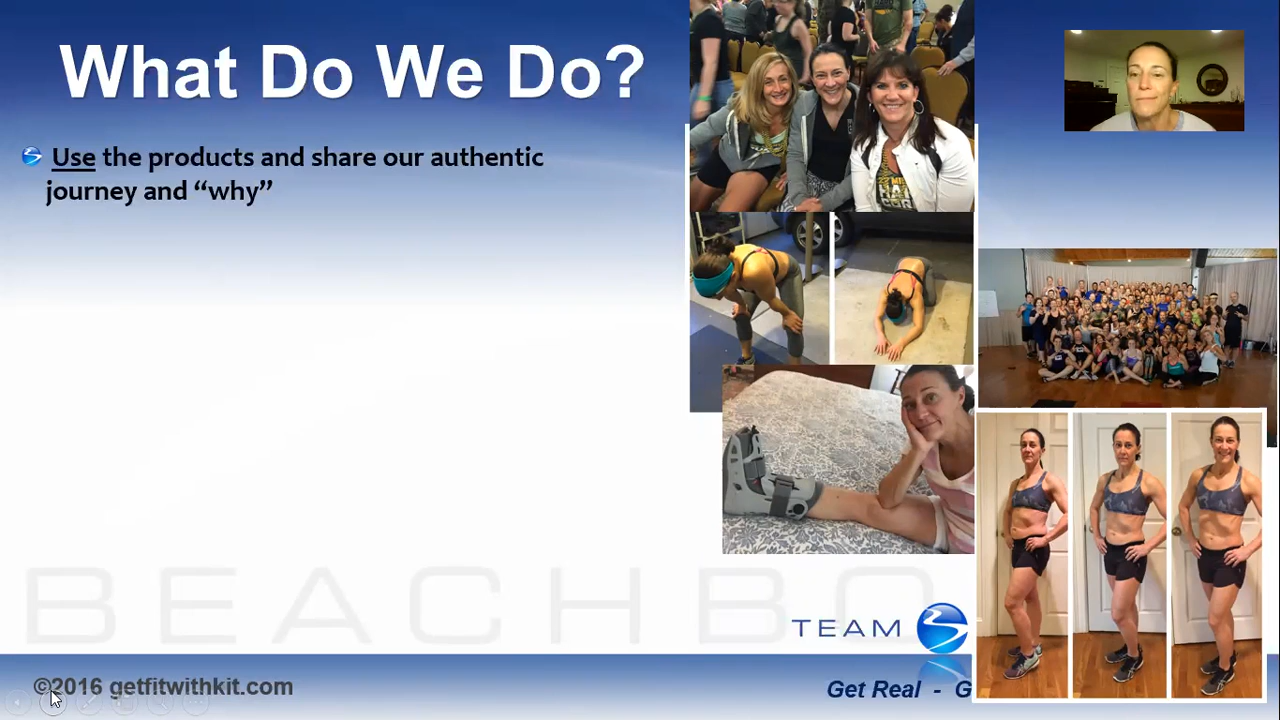 What Do We Do?
Use the products and share our authentic
journey and “why”
BEACHBO
TEAM
©2016 getfitwithkit.com
Get Real - G